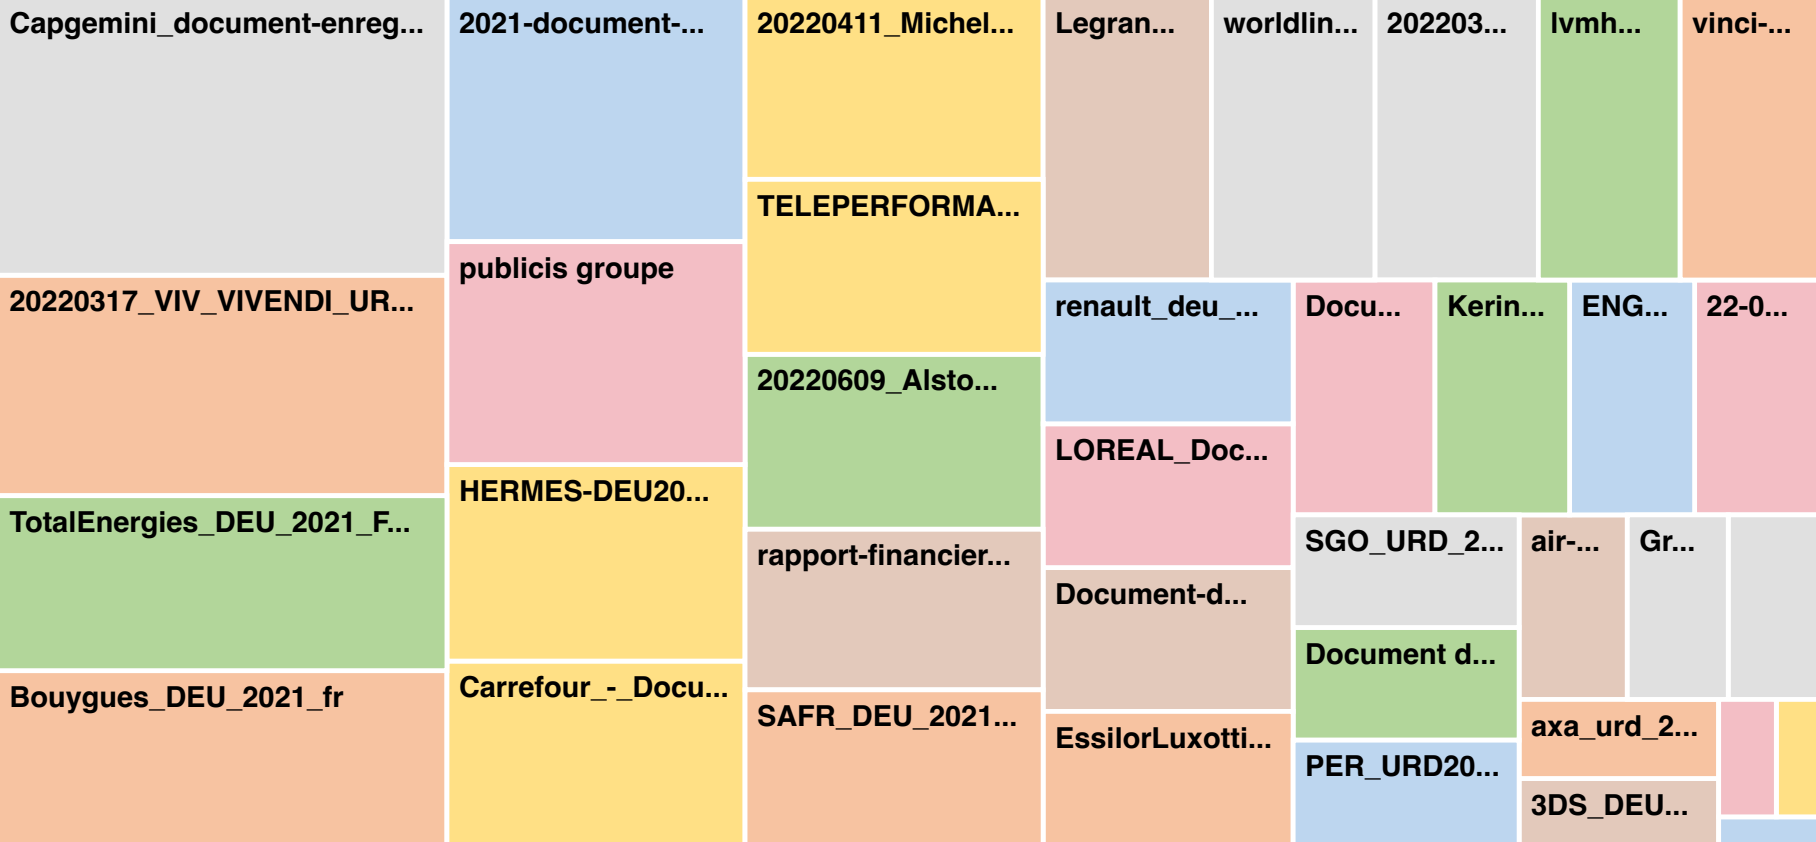 Capgemini_document-enreg...
2021-document-...
20220411_Michel...
Legran...
worldlin...
202203...
lvmh...
vinci-...
TELEPERFORMA...
publicis groupe
20220317_VIV_VIVENDI_UR...
renault_deu_...
Docu...
Kerin...
ENG...
22-0...
20220609_Alsto...
LOREAL_Doc...
HERMES-DEU20...
TotalEnergies_DEU_2021_F...
rapport-financier...
SGO_URD_2...
air-...
Gr...
Document-d...
Document d...
Bouygues_DEU_2021_fr
Carrefour_-_Docu...
SAFR_DEU_2021...
EssilorLuxotti...
axa_urd_2...
PER_URD20...
3DS_DEU...